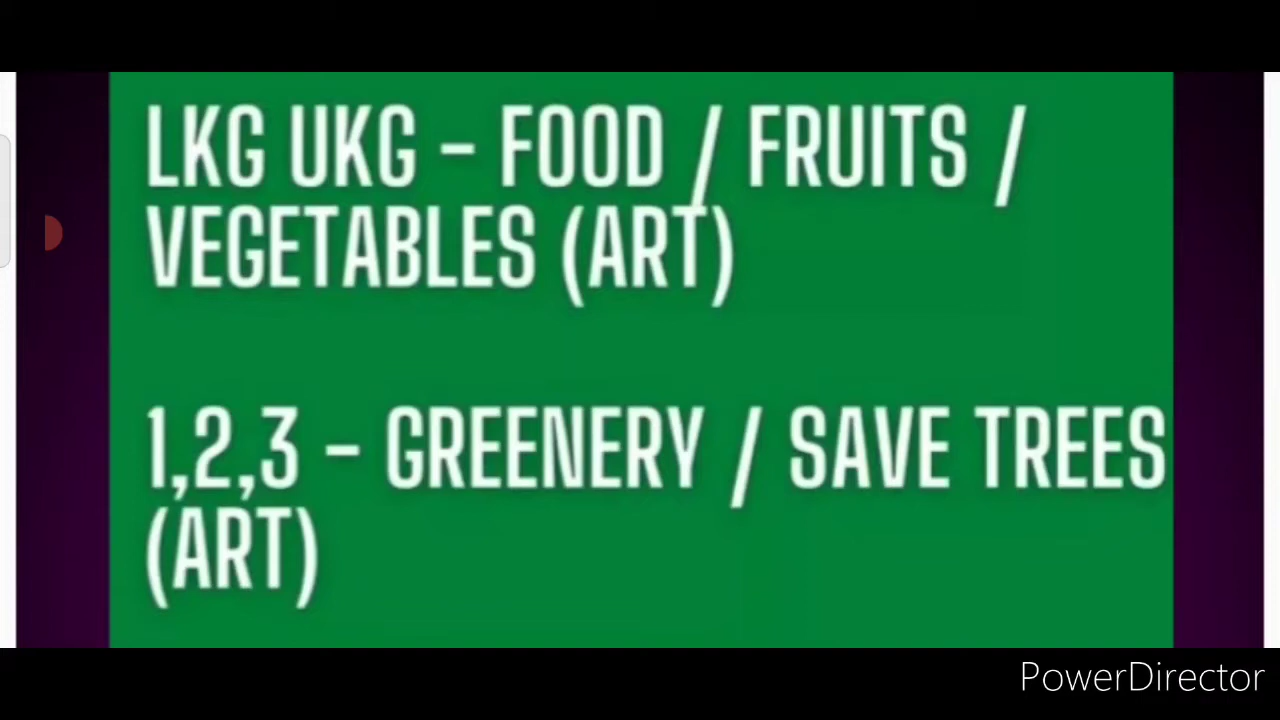 LKG UKG - FOOD / FRUITS /
VEGETABLES (ART)
1,2,3 - GREENERY / SAVE TREES
(ART)
PowerDirector